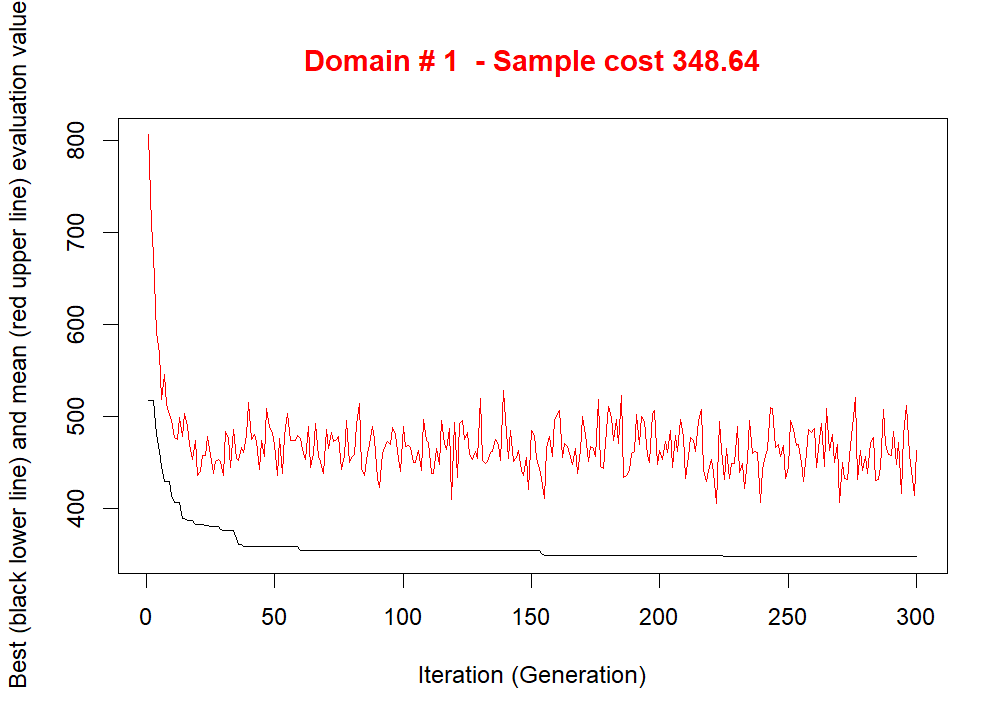 Domain # 1  - Sample cost 348.64
Best (black lower line) and mean (red upper line) evaluation value
800
700
600
500
400
0 50 100 150 200 250 300
Iteration (Generation)